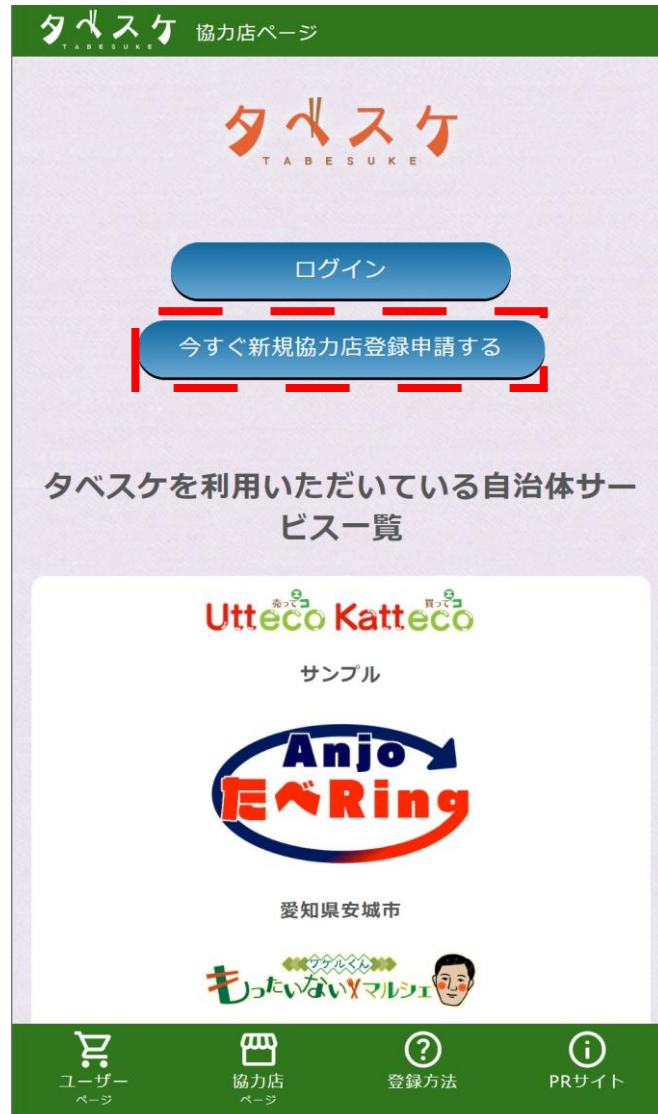 タベスケ 協力店ページ
TABESUKE
タベスケ
TABESUKE
ログイン
今すぐ新規協力店登録申請する
タベスケを利用いただいている自治体サー
ビス一覧
売ってコ 買ってコ
Utteco Katteco
サンプル
Anjo
たべRing
愛知県安城市
ワケルくん
もったいないマルシェ
ユーザー
ページ
協力店
ページ
登録方法
PRサイト